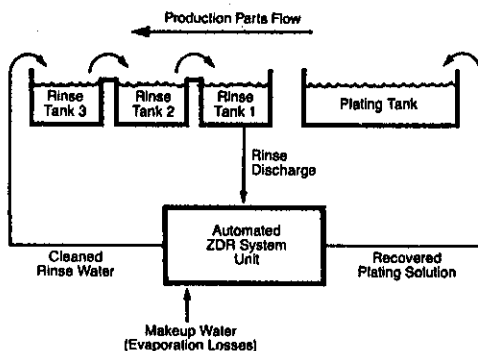 Production Parts Flow
Rinse
Tank 3
Rinse
Tank 2
Rinse
Tank 1
Plating Tank
Rinse
Discharge
Automated
ZDR System
Unit
Cleaned
Rinse Water
Recovered
Plating Solution
Makeup Water
(Evaporation Losses)